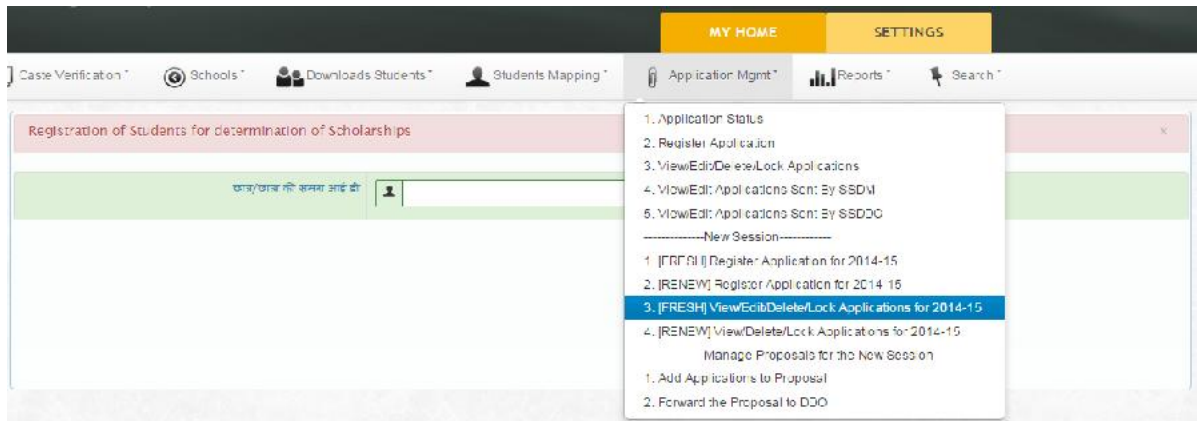 MY HOME
SETTINGS
Caste Verification
Schools
Downloads Students
Students Mapping
Application Mgmt
Reports
Search
Registration of Students for determination of Scholarships
x
छात्र/छात्रा की समग्र आई डी
1. Application Status
2. Register Application
3. View/Edit/Delete/Lock Applications
4. View/Edit Applications Sent By SSDM
5. View/Edit Applications Sent By SSDDO
--------------New Session------------
1. [FRESH] Register Application for 2014-15
2. [RENEW] Register Application for 2014-15
3. [FRESH] View/Edit/Delete/Lock Applications for 2014-15
4. [RENEW] View/Delete/Lock Applications for 2014-15
Manage Proposals for the New Session
1. Add Applications to Proposal
2. Forward the Proposal to DDO